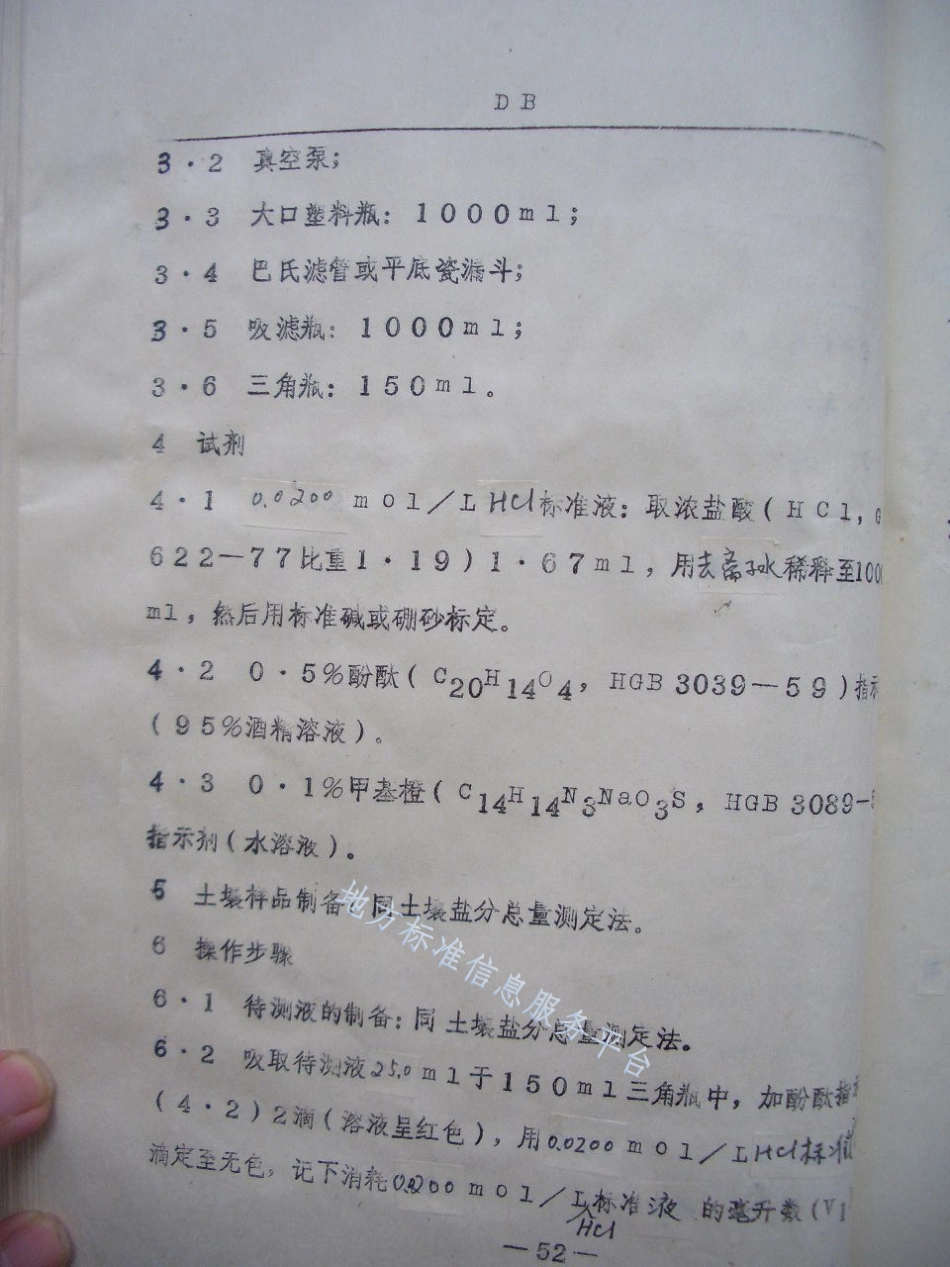 DB
3·2 真空泵；
3·3 大口塑料瓶：1000ml；
3·4 巴氏滤管或平底瓷漏斗；
3·5 吸滤瓶：1000ml；
3·6 三角瓶：150ml。
4 试剂
4·1 0.0200mol/LHCl标准液：取浓盐酸（HCl，G
622—77比重1·19）1·67ml，用去离子水稀释至100
ml，然后用标准碱或硼砂标定。
4·2 0·5%酚酞（C20H14O4，HGB 3039—59）指示
（95%酒精溶液）。
4·3 0·1%甲基橙（C14H14N3NaO3S，HGB 3089—
指示剂（水溶液）。
5 土壤样品制备：同土壤盐分总量测定法。
6 操作步骤
6·1 待测液的制备：同土壤盐分总量测定法。
6·2 吸取待测液25.0ml于150ml三角瓶中，加酚酞指
（4·2）2滴（溶液呈红色），用0.0200mol/LHCl标准
滴定至无色，记下消耗0.0200mol/LHCl标准液 的毫升数（V1
—52—
地方标准信息服务平台